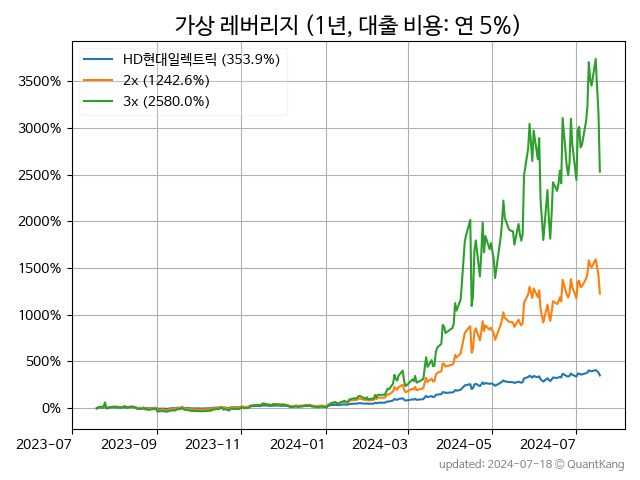 가상 레버리지 (1년, 대출 비용: 연 5%)
HD현대일렉트릭 (353.9%)
2x (1242.6%)
3x (2580.0%)
3500%
3000%
2500%
2000%
1500%
1000%
500%
0%
2023-07 2023-09 2023-11 2024-01 2024-03 2024-05 2024-07
updated: 2024-07-18 © QuantKang